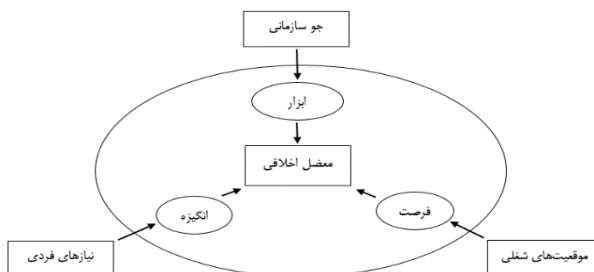 جو سازمانی
ابزار
معضل اخلاقی
فرصت
انگیزه
موقعیت‌های شغلی
نیازهای فردی